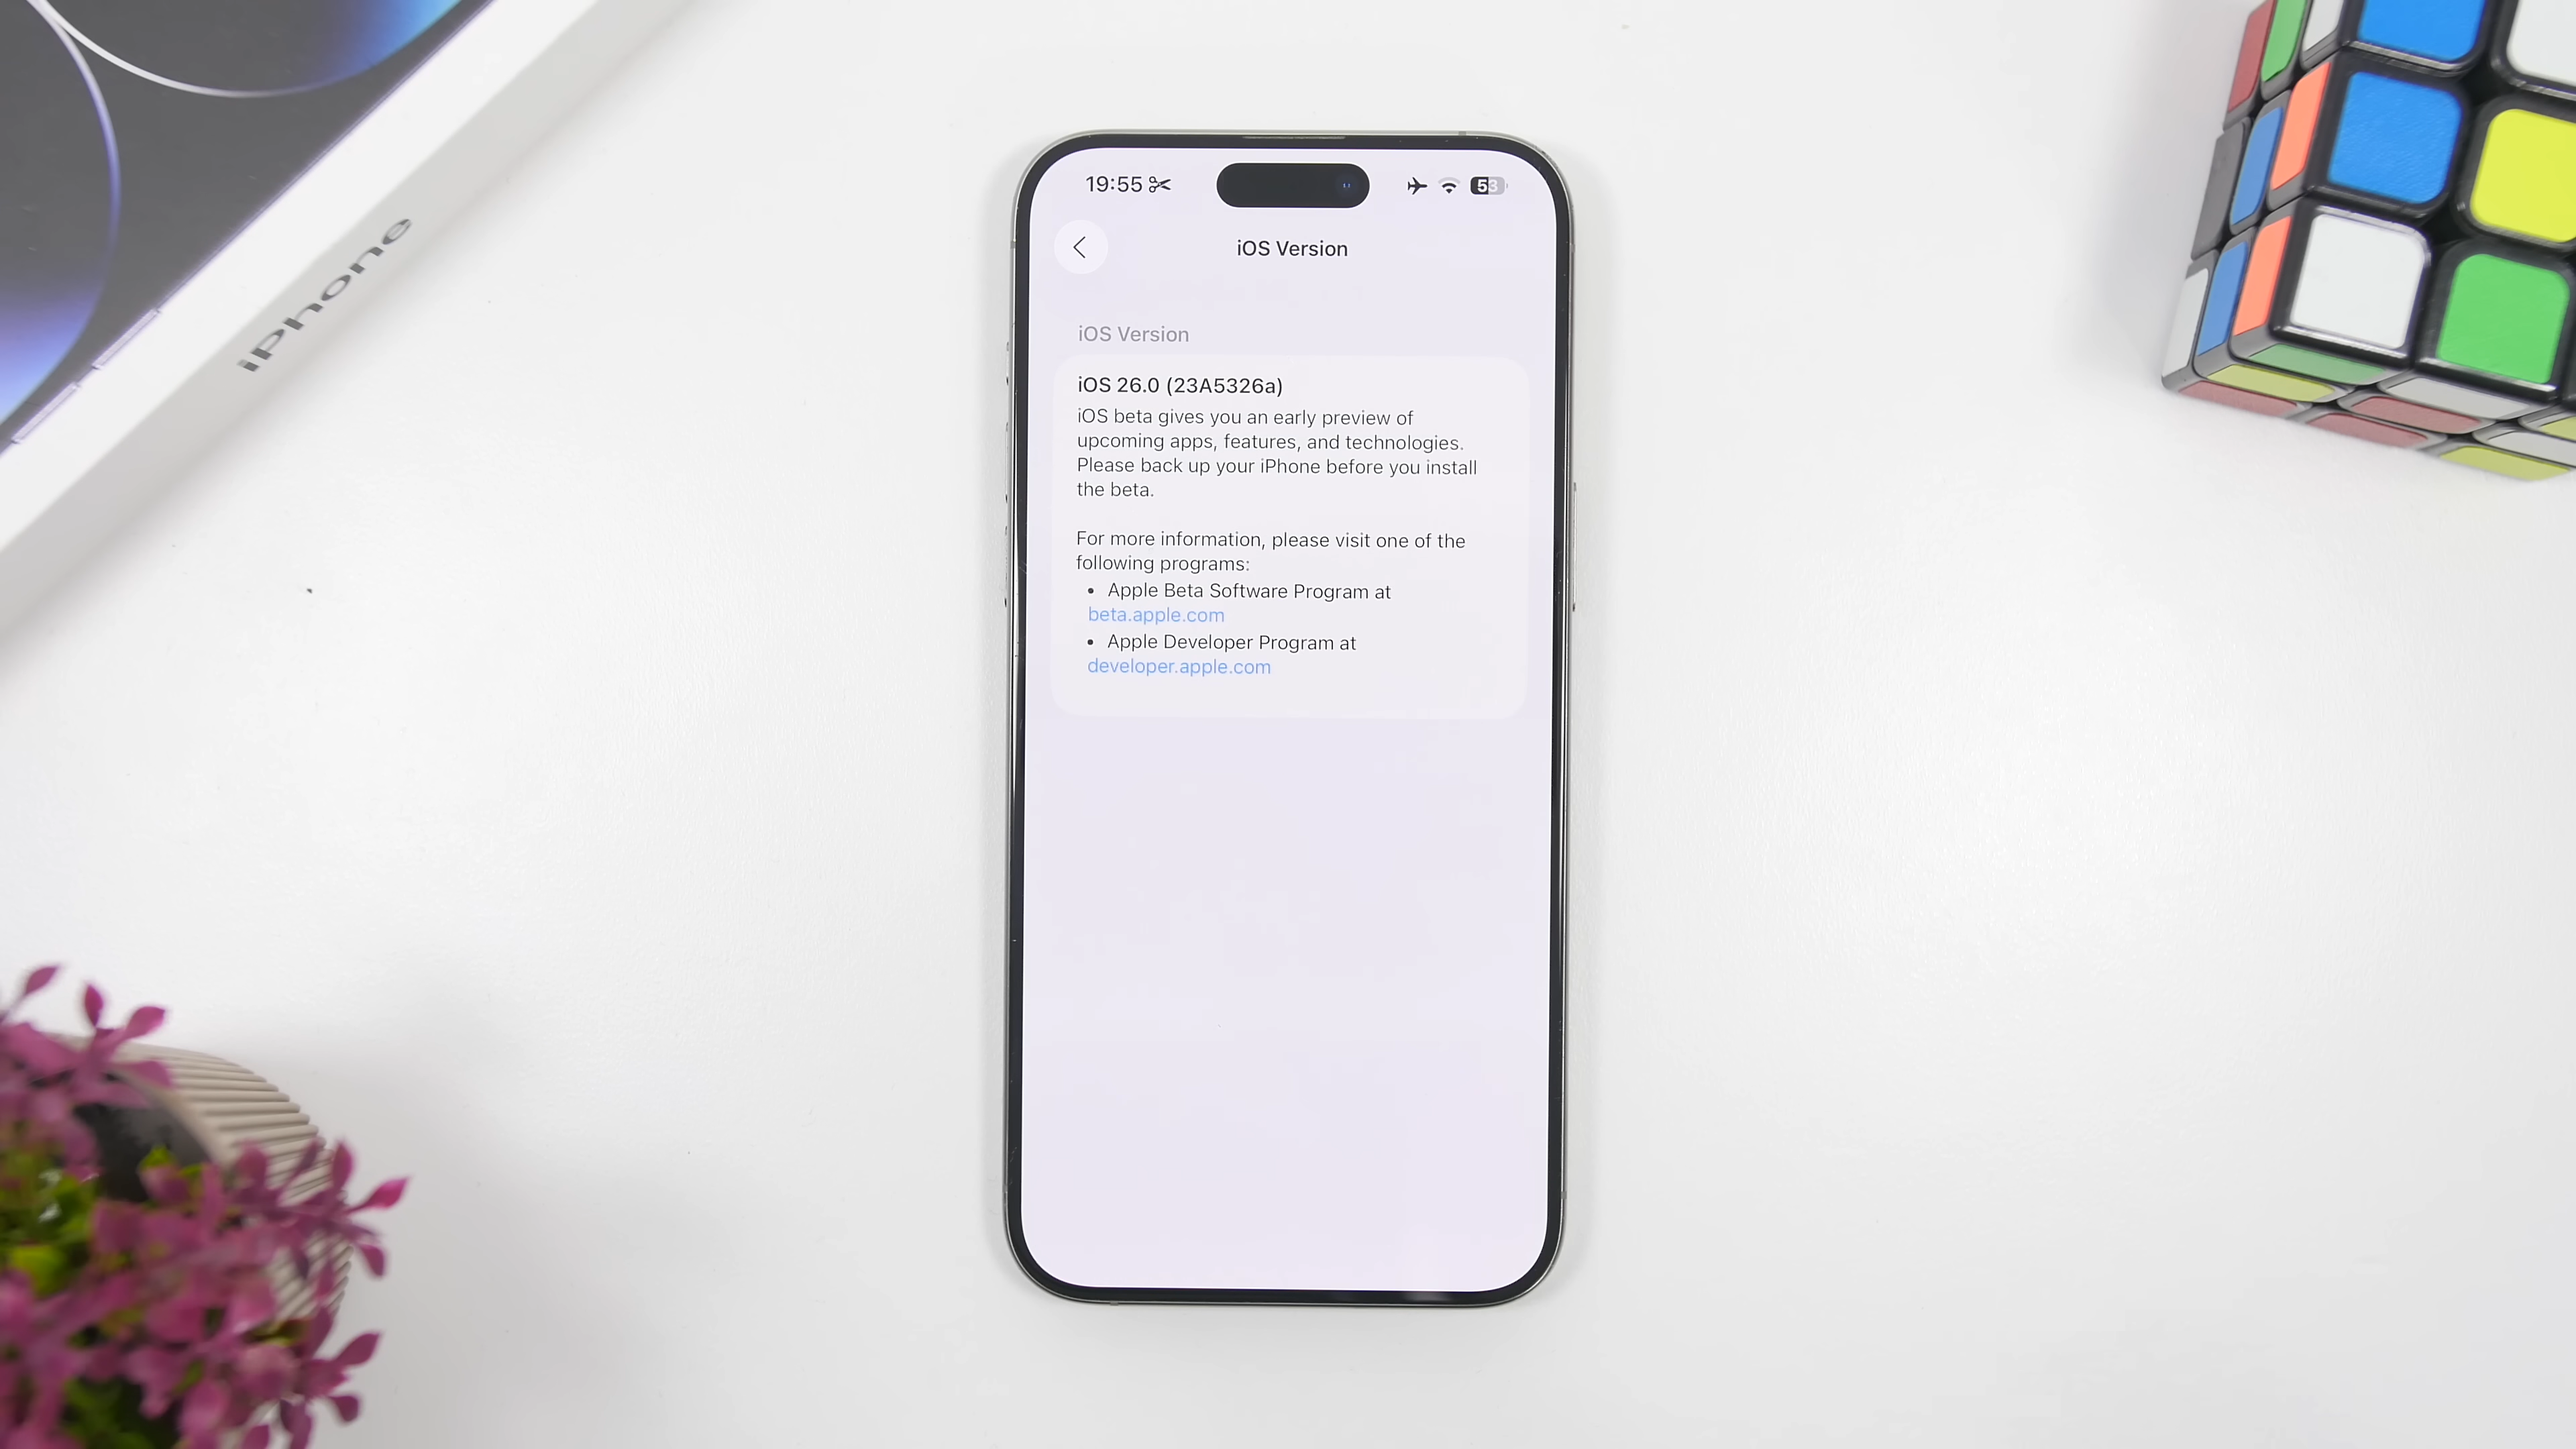 iPhone
19:55
53
iOS Version
iOS Version
iOS 26.0 (23A5326a)
iOS beta gives you an early preview of
upcoming apps, features, and technologies.
Please back up your iPhone before you install
the beta.
For more information, please visit one of the
following programs:
• Apple Beta Software Program at
beta.apple.com
• Apple Developer Program at
developer.apple.com